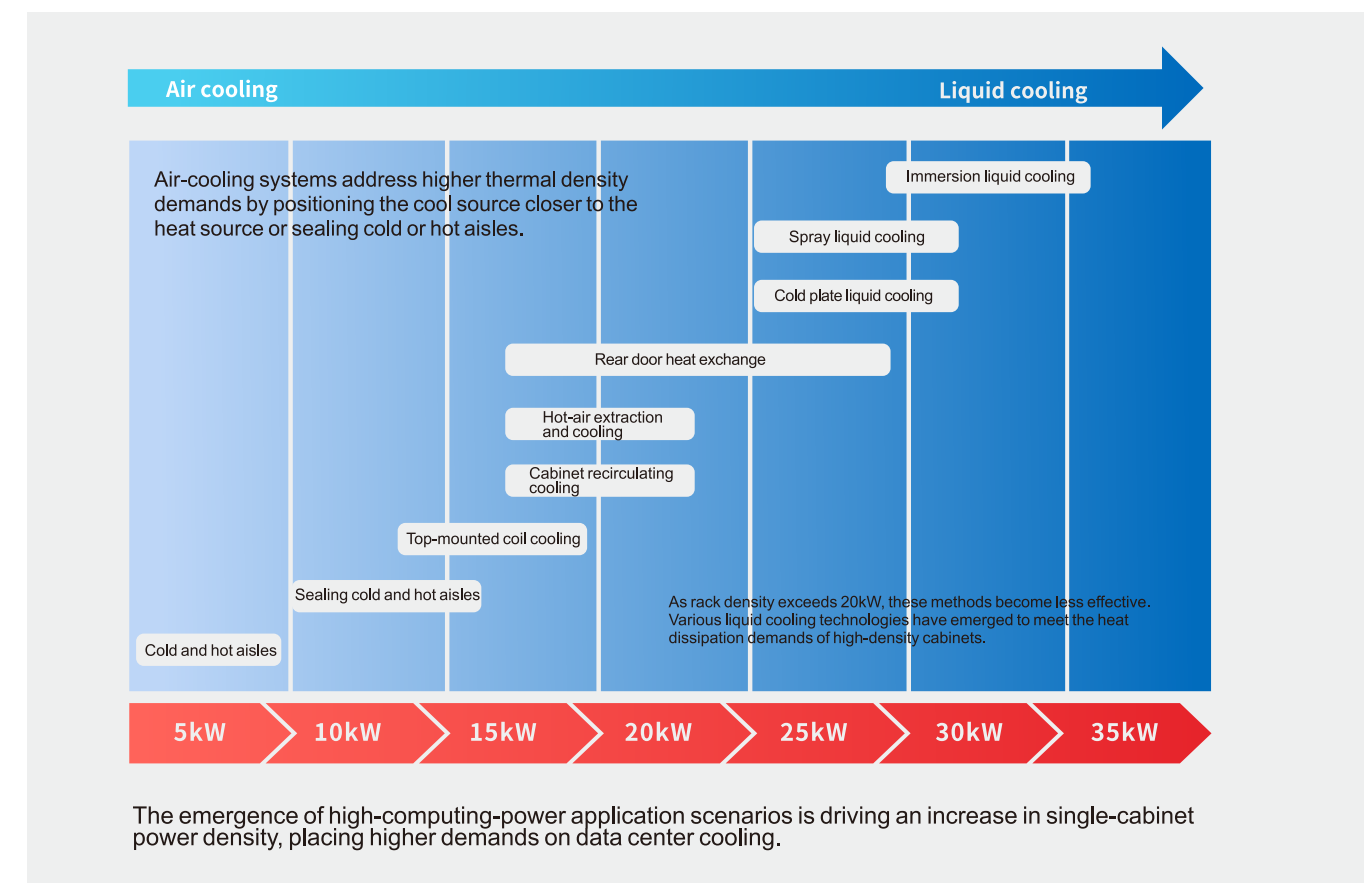 Air cooling
Liquid cooling
Air-cooling systems address higher thermal density
demands by positioning the cool source closer to the
heat source or sealing cold or hot aisles.
Immersion liquid cooling
Spray liquid cooling
Cold plate liquid cooling
Rear door heat exchange
Hot-air extraction
and cooling
Cabinet recirculating
cooling
Top-mounted coil cooling
Sealing cold and hot aisles
As rack density exceeds 20kW, these methods become less effective.
Various liquid cooling technologies have emerged to meet the heat
dissipation demands of high-density cabinets.
Cold and hot aisles
5kW
10kW
15kW
20kW
25kW
30kW
35kW
The emergence of high-computing-power application scenarios is driving an increase in single-cabinet
power density, placing higher demands on data center cooling.